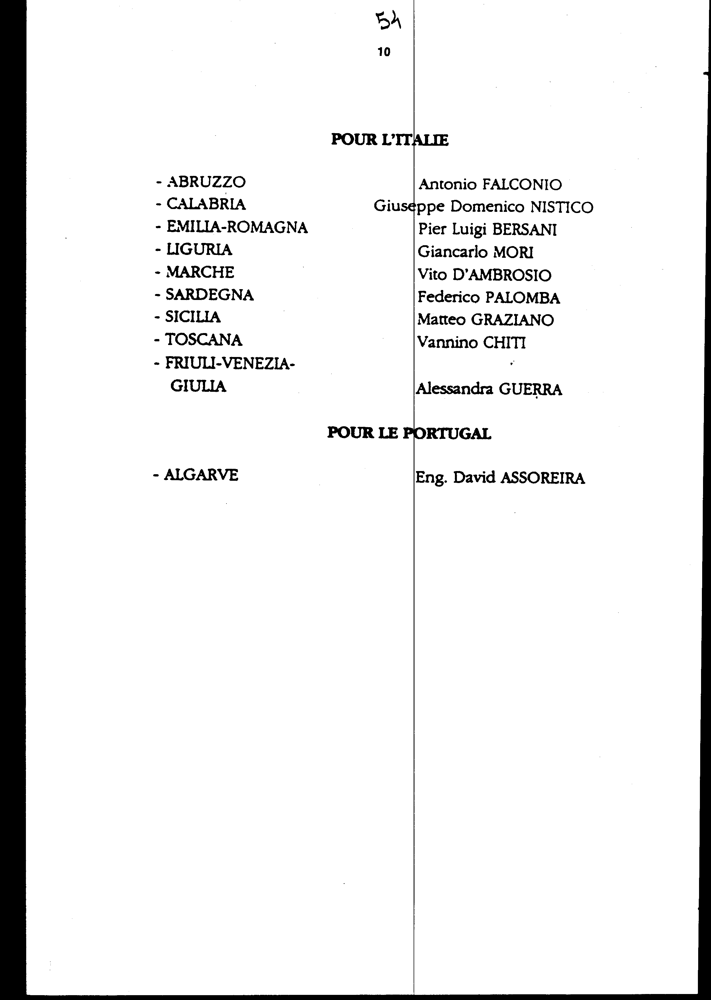 54
10
POUR L'ITALIE
- ABRUZZO Antonio FALCONIO
- CALABRIA Giuseppe Domenico NISTICO
- EMILIA-ROMAGNA Pier Luigi BERSANI
- LIGURIA Giancarlo MORI
- MARCHE Vito D'AMBROSIO
- SARDEGNA Federico PALOMBA
- SICILIA Matteo GRAZIANO
- TOSCANA Vannino CHITI
- FRIULI-VENEZIA-
GIULIA Alessandra GUERRA
POUR LE PORTUGAL
- ALGARVE Eng. David ASSOREIRA